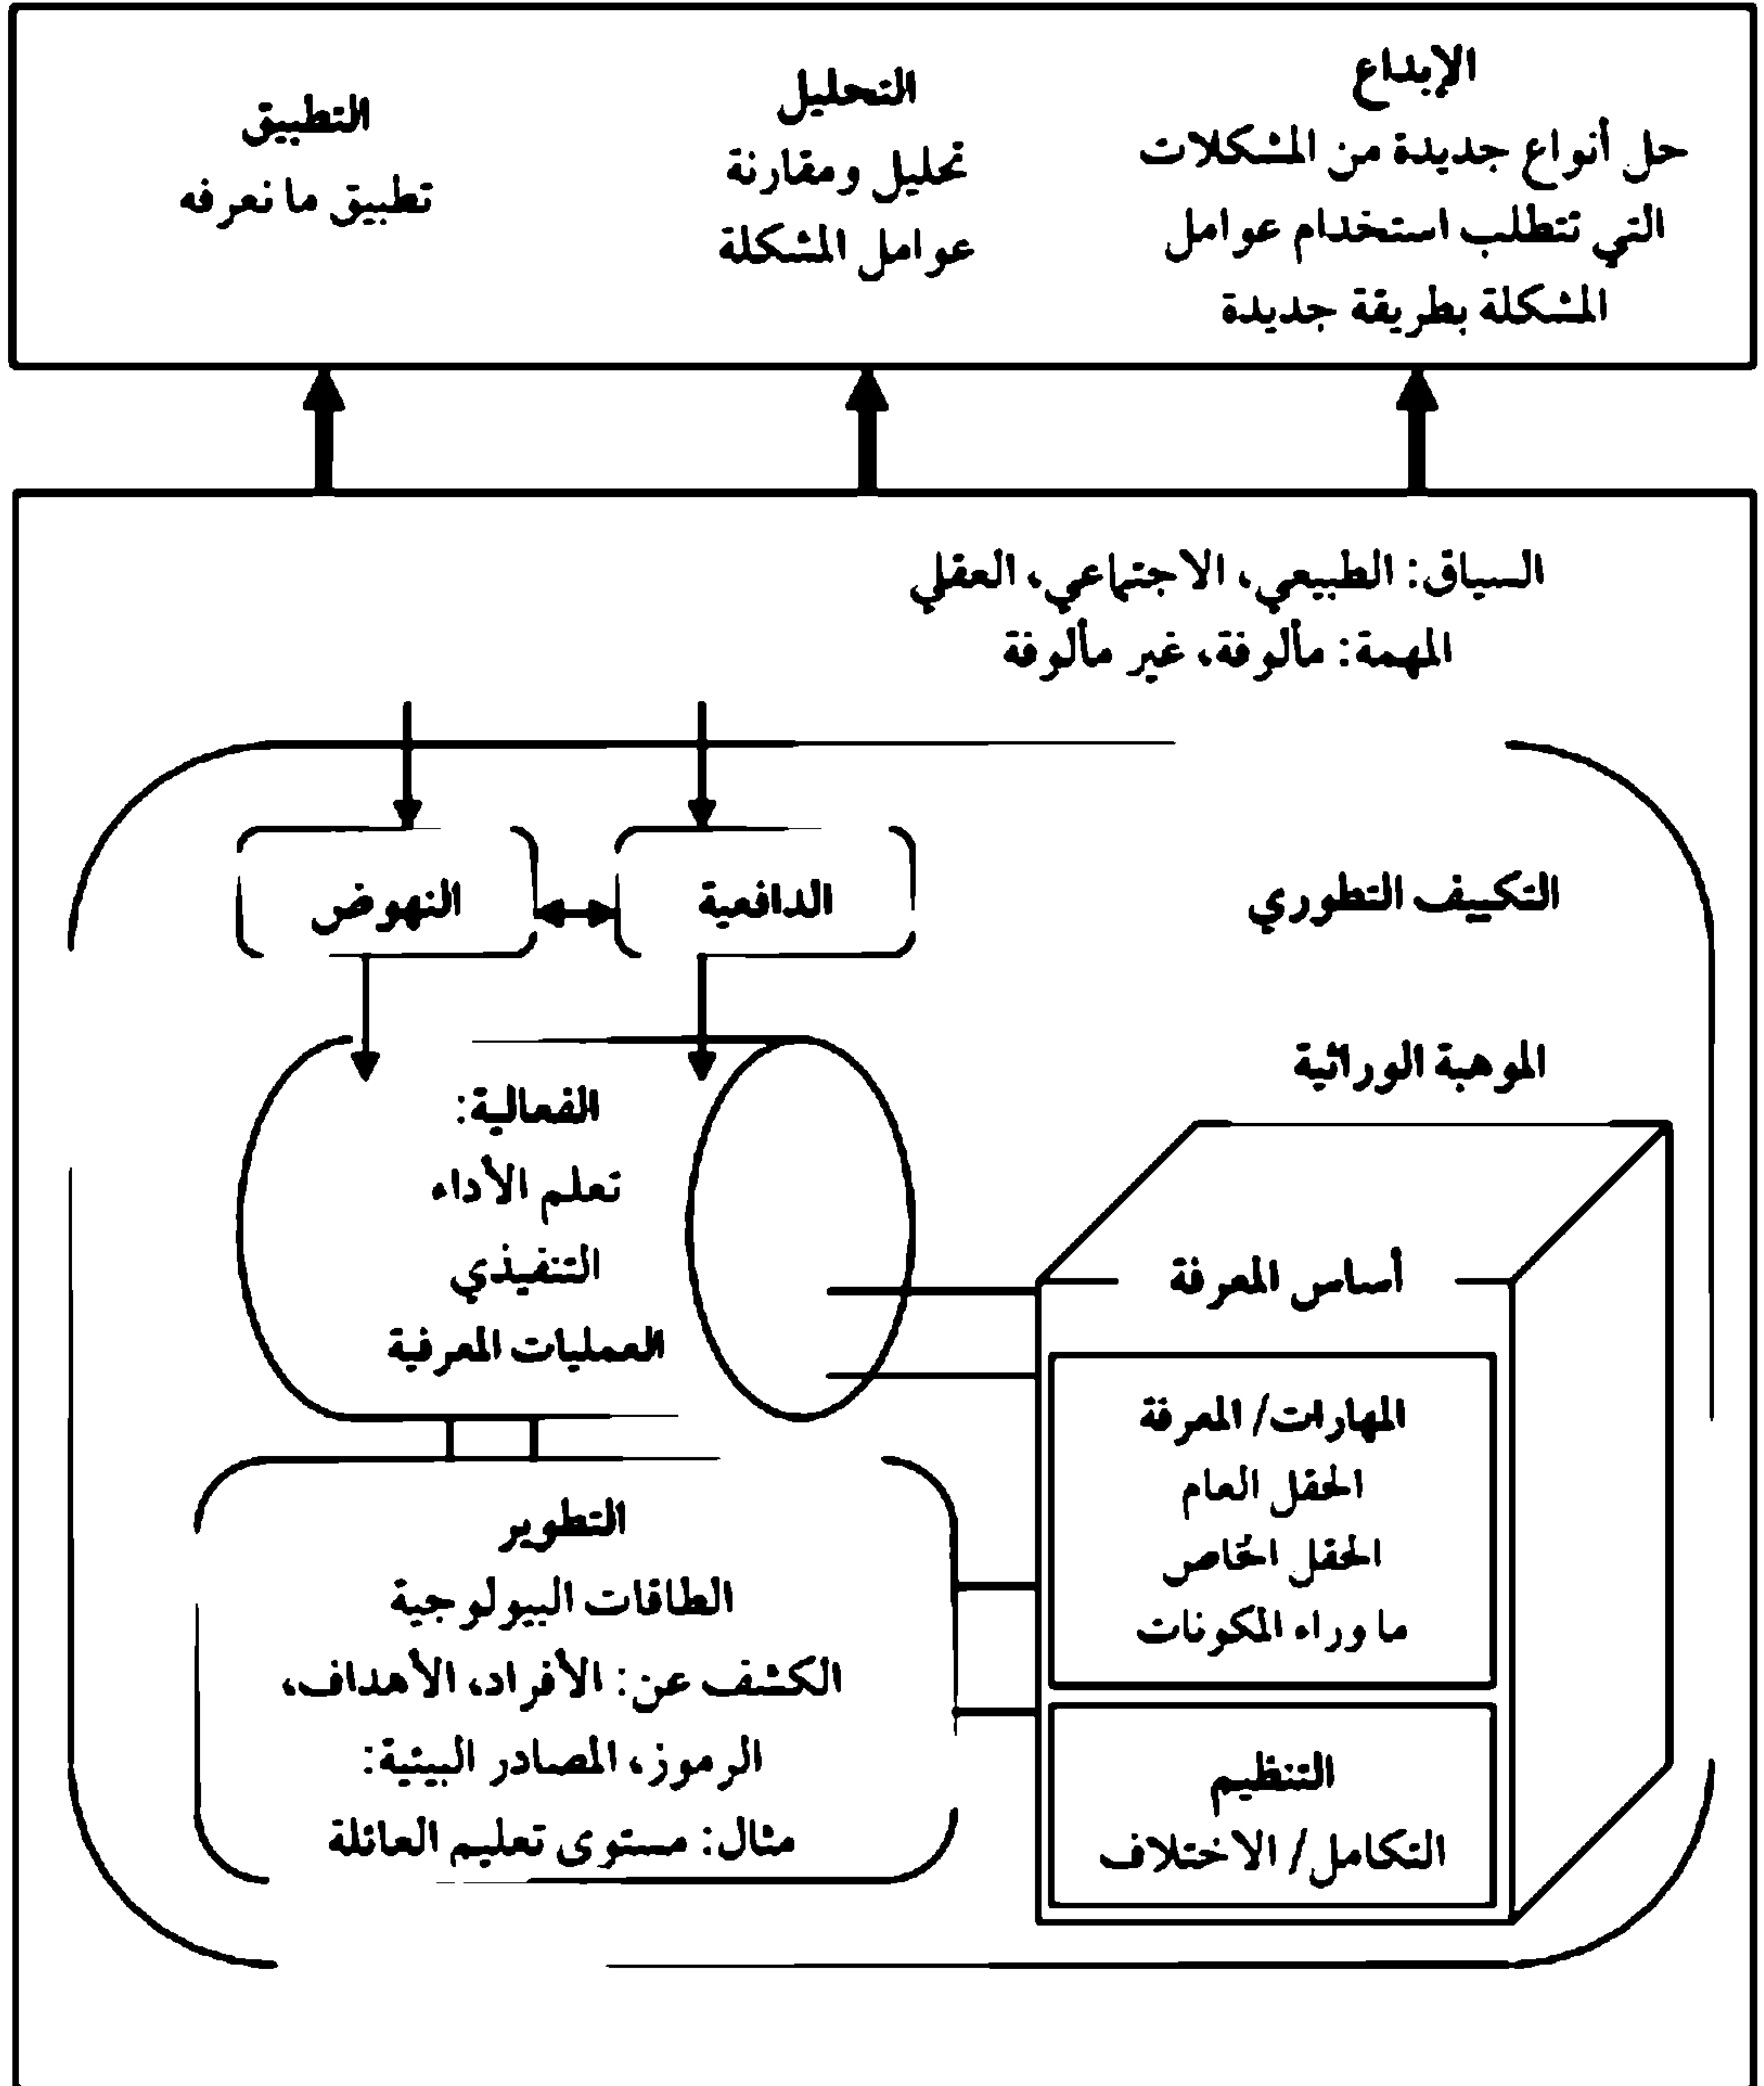 الإبداع
حل أنواع جديدة من المشكلات
التي تتطلب استخدام عوامل
المشكلة بطريقة جديدة
التحليل
تحليل ومقارنة
عوامل المشكلة
التطبيق
تطبيق ما نعرفه
السياق: الطبيعي، الاجتماعي، العقلي
المهمة: مألوفة، غير مألوفة
التكييف التطوري
الدافعية
النهوض
الموهبة الوراثية
الفعالية:
تعلم الأداء
التنفيذي
العمليات المعرفية
أساس المعرفة
المهارات/ المعرفة
الحقل العام
الحقل الخاص
ما وراء المكونات
التنظيم
التكامل/ الاختلاف
التطوير
الطاقات البيولوجية
الكشف عن: الأفراد، الأهداف،
الرموز، المصادر البيئية:
مثال: مستوى تعليم العائلة